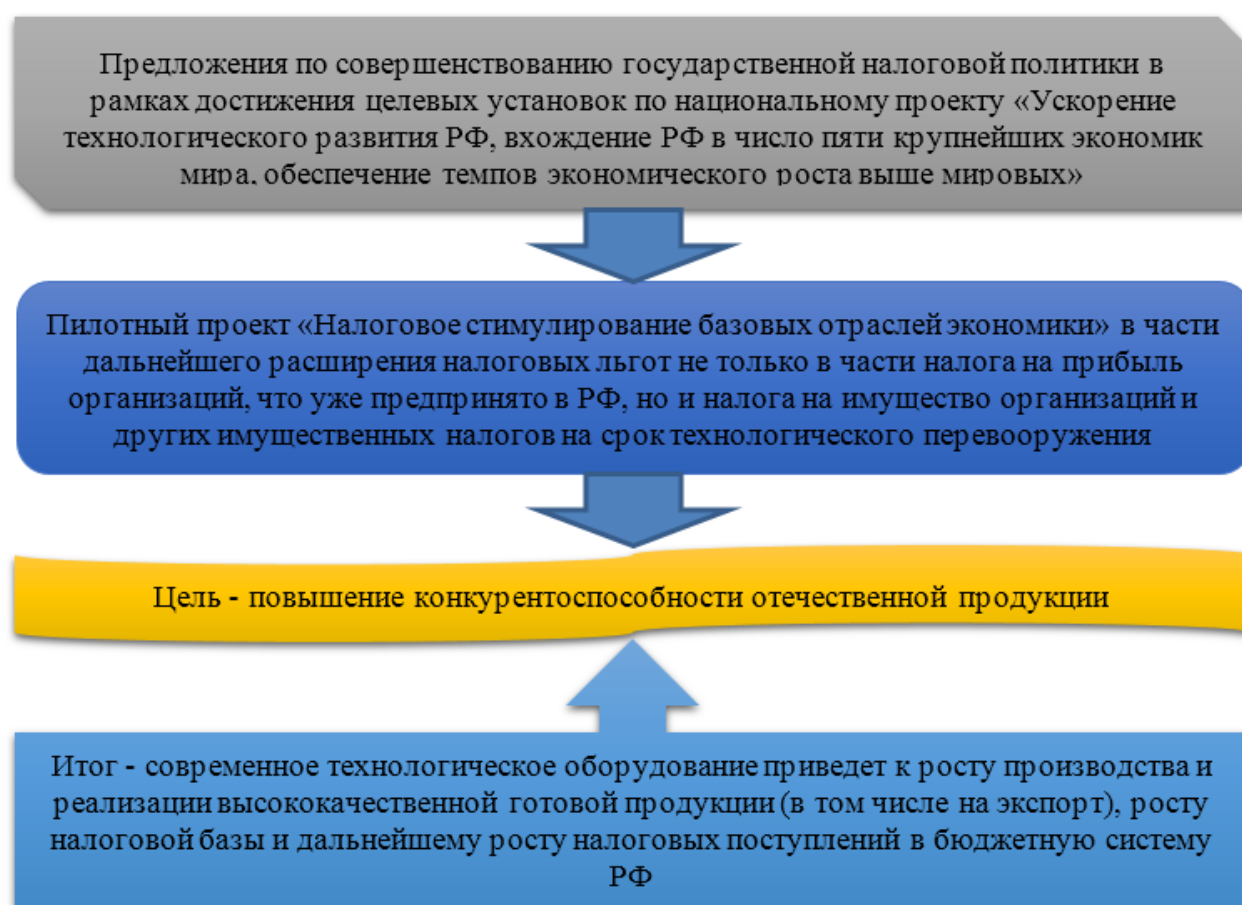 Предложения по совершенствованию государственной налоговой политики в
рамках достижения целевых установок по национальному проекту «Ускорение
технологического развития РФ, вхождение РФ в число пяти крупнейших экономик
мира, обеспечение темпов экономического роста выше мировых»
Пилотный проект «Налоговое стимулирование базовых отраслей экономики» в части
дальнейшего расширения налоговых льгот не только в части налога на прибыль
организаций, что уже предпринято в РФ, но и налога на имущество организаций и
других имущественных налогов на срок технологического перевооружения
Цель - повышение конкурентоспособности отечественной продукции
Итог - современное технологическое оборудование приведет к росту производства и
реализации высококачественной готовой продукции (в том числе на экспорт), росту
налоговой базы и дальнейшему росту налоговых поступлений в бюджетную систему
РФ